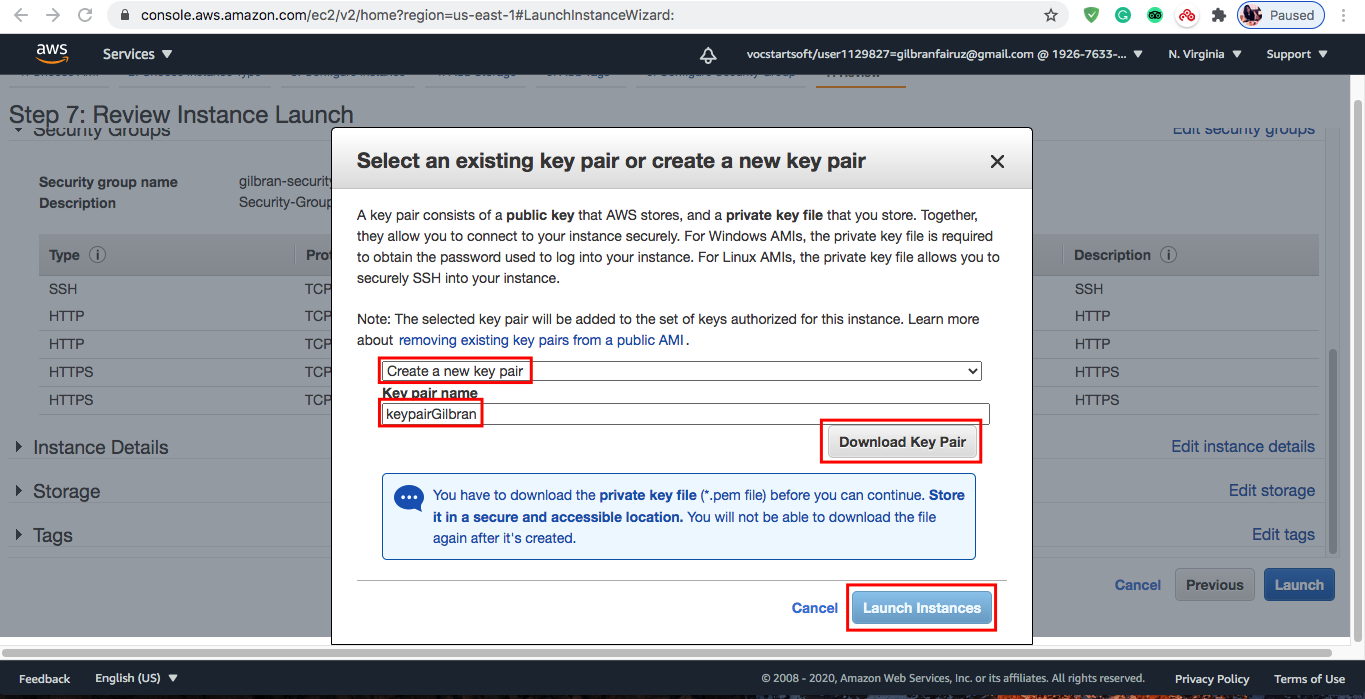 console.aws.amazon.com/ec2/v2/home?region=us-east-1#LaunchInstanceWizard:
Paused
aws
Services
vocstartsoft/user1129827=gilbranfairuz@gmail.com @ 1926-7633-...
N. Virginia
Support
Step 7: Review Instance Launch
Security Groups
Edit security groups
Security group name
gilbran-security
Description
Security-Group
Type
Description
SSH
TCP
SSH
HTTP
TCP
HTTP
HTTP
TCP
HTTP
HTTPS
TCP
HTTPS
HTTPS
TCP
HTTPS
Instance Details
Edit instance details
Storage
Edit storage
Tags
Edit tags
Cancel
Previous
Launch
Select an existing key pair or create a new key pair
A key pair consists of a public key that AWS stores, and a private key file that you store. Together,
they allow you to connect to your instance securely. For Windows AMIs, the private key file is required
to obtain the password used to log into your instance. For Linux AMIs, the private key file allows you to
securely SSH into your instance.
Note: The selected key pair will be added to the set of keys authorized for this instance. Learn more
about removing existing key pairs from a public AMI .
Create a new key pair
Key pair name
keypairGilbran
Download Key Pair
You have to download the private key file (*.pem file) before you can continue. Store
it in a secure and accessible location. You will not be able to download the file
again after it's created.
Cancel
Launch Instances
Feedback
English (US)
© 2008 - 2020, Amazon Web Services, Inc. or its affiliates. All rights reserved.
Privacy Policy
Terms of Use